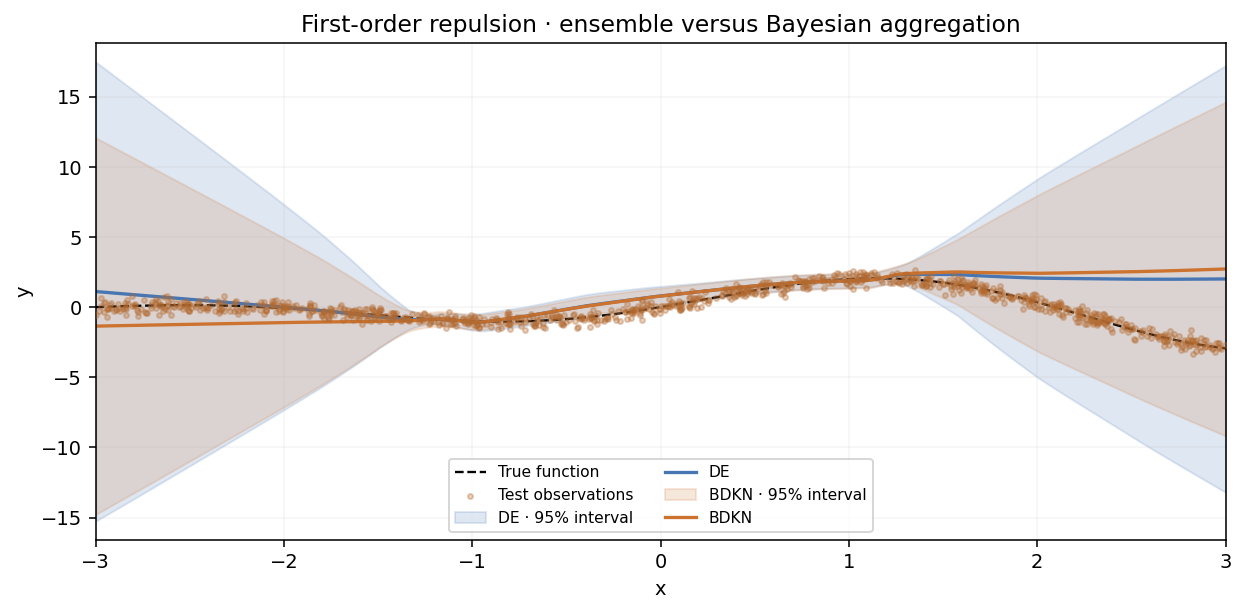 First-order repulsion · ensemble versus Bayesian aggregation
y
15
10
5
0
−5
−10
−15
True function
Test observations
DE · 95% interval
DE
BDKN · 95% interval
BDKN
−3 −2 −1 0 1 2 3
x